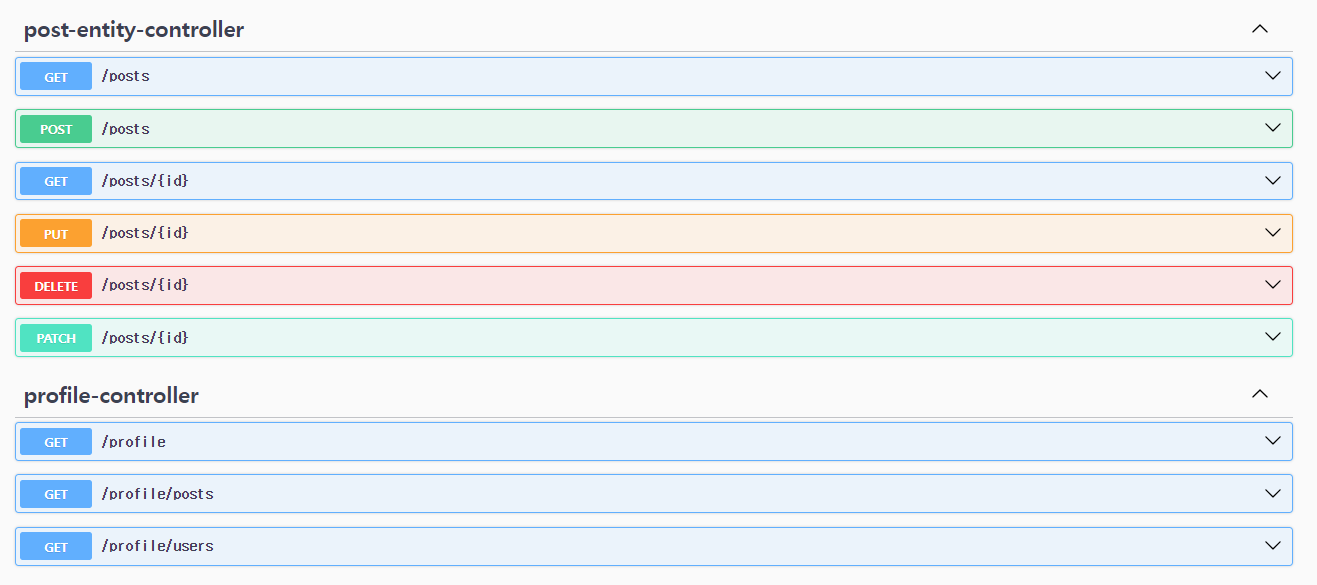 post-entity-controller
GET /posts
POST /posts
GET /posts/{id}
PUT /posts/{id}
DELETE /posts/{id}
PATCH /posts/{id}
profile-controller
GET /profile
GET /profile/posts
GET /profile/users